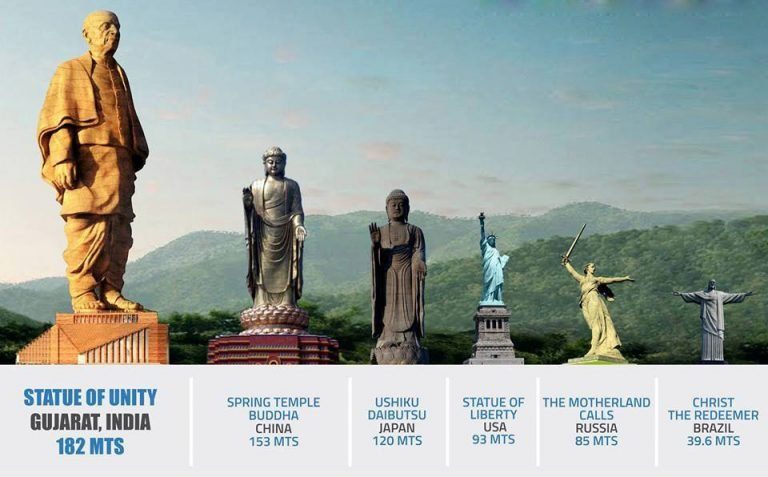 STATUE OF UNITY
GUJARAT, INDIA
182 MTS
SPRING TEMPLE
BUDDHA
CHINA
153 MTS
USHIKU
DAIBUTSU
JAPAN
120 MTS
STATUE OF
LIBERTY
USA
93 MTS
THE MOTHERLAND
CALLS
RUSSIA
85 MTS
CHRIST
THE REDEEMER
BRAZIL
39.6 MTS